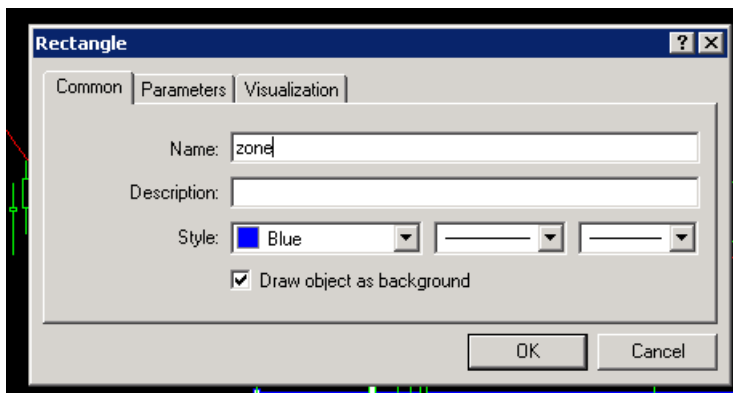 Rectangle
Common Parameters Visualization
Name: zone
Description:
Style: Blue
Draw object as background
OK Cancel